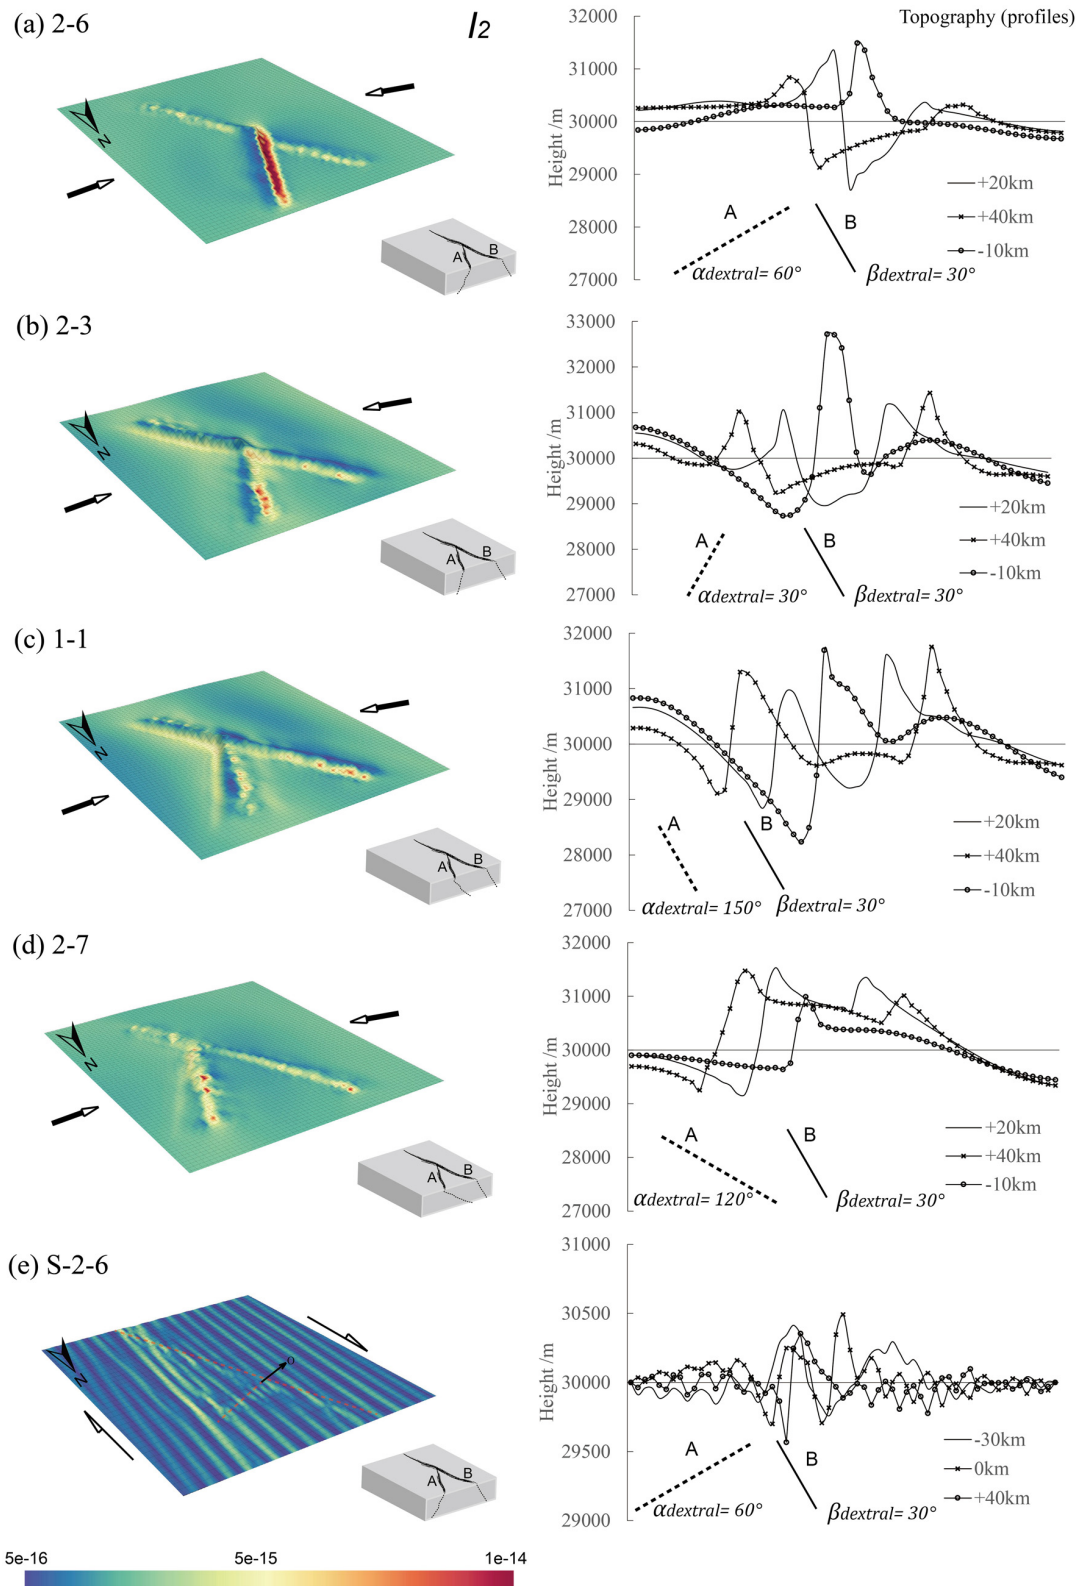 (a) 2-6
I2
Topography (profiles)
N
A
B
Height /m
32000
31000
30000
29000
28000
27000
+20km
+40km
-10km
A
B
αdextral= 60°
βdextral= 30°
(b) 2-3
N
A
B
Height /m
33000
32000
31000
30000
29000
28000
27000
+20km
+40km
-10km
A
B
αdextral= 30°
βdextral= 30°
(c) 1-1
N
A
B
Height /m
32000
31000
30000
29000
28000
27000
+20km
+40km
-10km
A
B
αdextral= 150°
βdextral= 30°
(d) 2-7
N
A
B
Height /m
32000
31000
30000
29000
28000
27000
+20km
+40km
-10km
A
B
αdextral= 120°
βdextral= 30°
(e) S-2-6
N
0
A
B
Height /m
31000
30500
30000
29500
29000
-30km
0km
+40km
A
B
αdextral= 60°
βdextral= 30°
5e-16
5e-15
1e-14